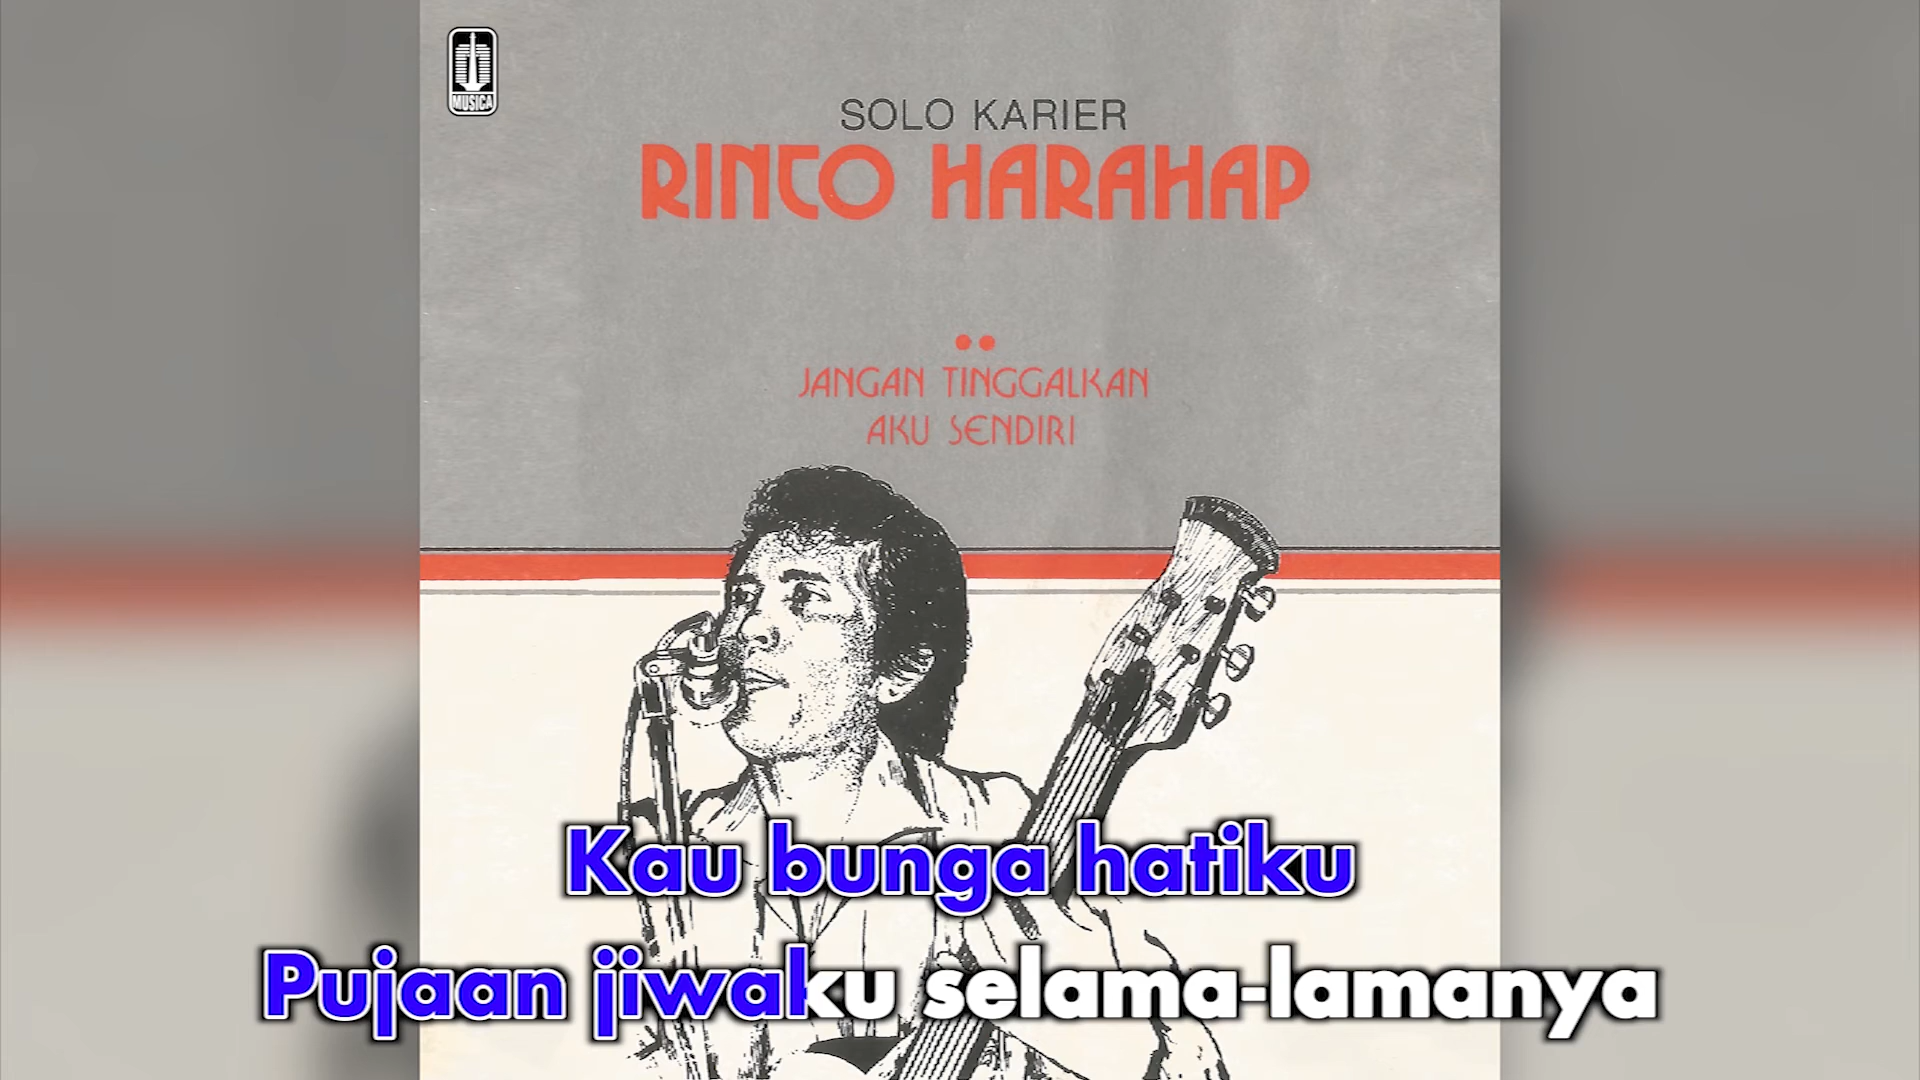 MUSICA
SOLO KARIER
RINTO HARAHAP
JANGAN TINGGALKAN
AKU SENDIRI
Kau bunga hatiku
Pujaan jiwaku selama-lamanya